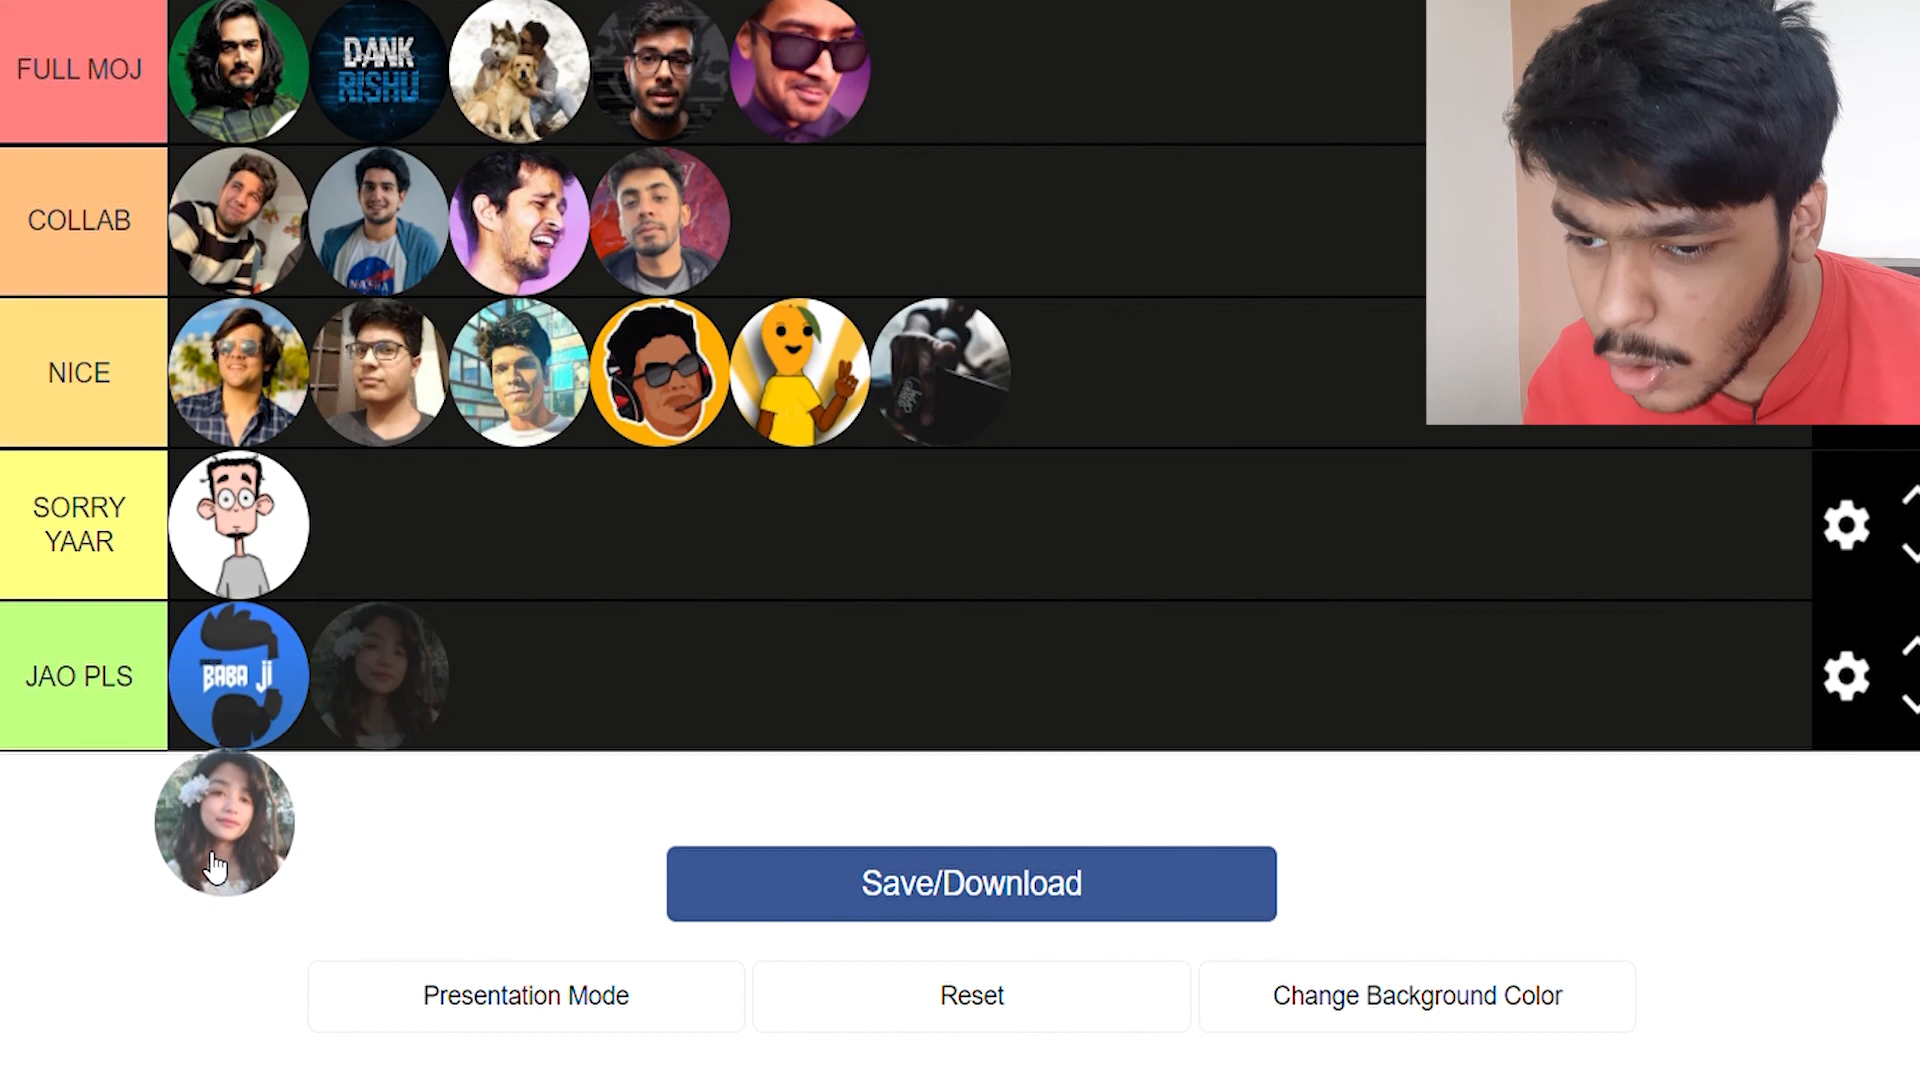 FULL MOJ
DANK
RISHU
COLLAB
NASA
NICE
SORRY
YAAR
JAO PLS
BABA Ji
Save/Download
Presentation Mode
Reset
Change Background Color